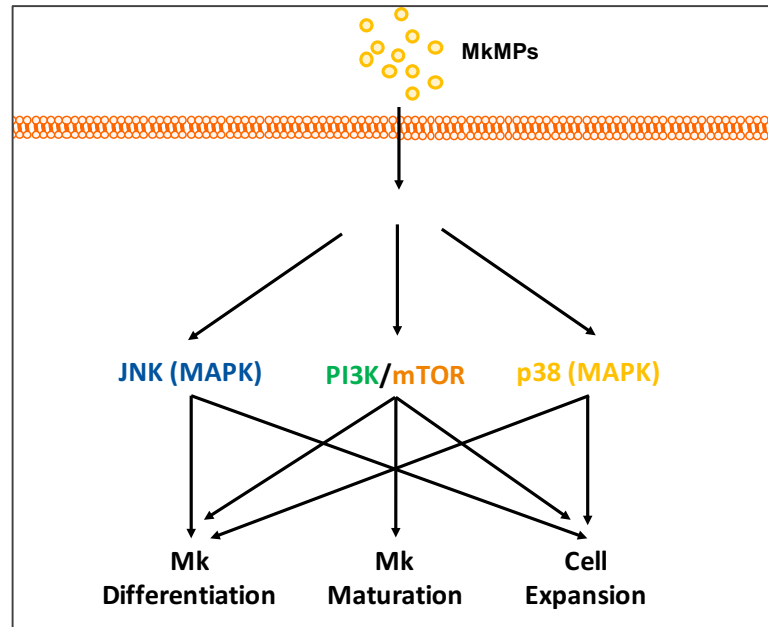 MkMPs
JNK (MAPK)
PI3K/mTOR
p38 (MAPK)
Mk
Differentiation
Mk
Maturation
Cell
Expansion